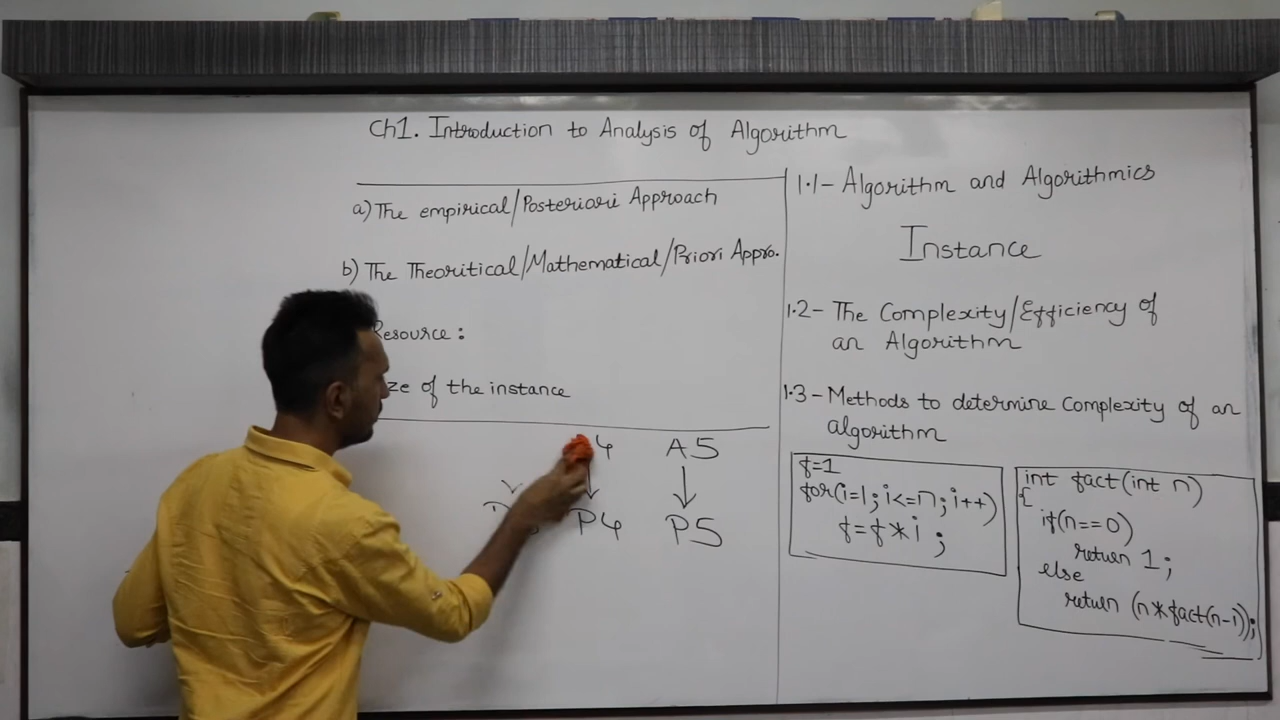 Ch1. Introduction to Analysis of Algorithm
a) The empirical/Posteriori Approach
b) The Theoritical/Mathematical/Priori Appro.
Resource:
of the instance
4 A5
P4 P5
1.1- Algorithm and Algorithmics
Instance
1.2- The Complexity/Efficiency of
an Algorithm
1.3- Methods to determine Complexity of an
algorithm
f=1
for(i=1; i<=n; i++)
f=f*i ;
int fact(int n)
{
if(n==0)
return 1;
else
return (n*fact(n-1));